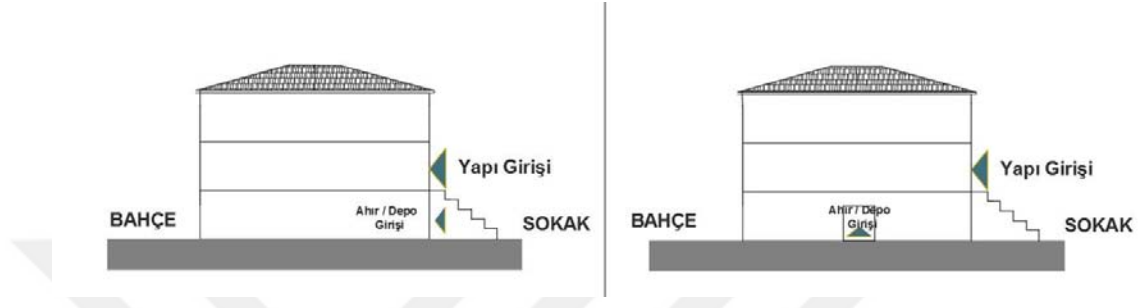 Yapı Girişi
Ahır / Depo
Girişi
BAHÇE
SOKAK
Yapı Girişi
Ahır / Depo
Girişi
BAHÇE
SOKAK